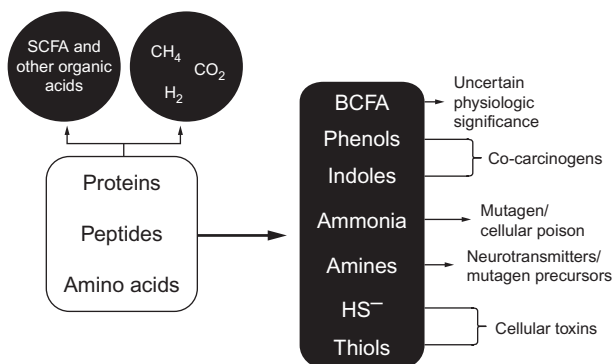 SCFA and
other organic
acids
CH₄
CO₂
H₂
Proteins
Peptides
Amino acids
BCFA
Phenols
Indoles
Ammonia
Amines
HS⁻
Thiols
Uncertain
physiologic
significance
Co-carcinogens
Mutagen/
cellular poison
Neurotransmitters/
mutagen precursors
Cellular toxins